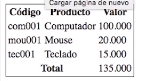 Cargar página de nuevo
Código Producto Valor
com001 Computador 100.000
mou001 Mouse 20.000
tec001 Teclado 15.000
Total 135.000